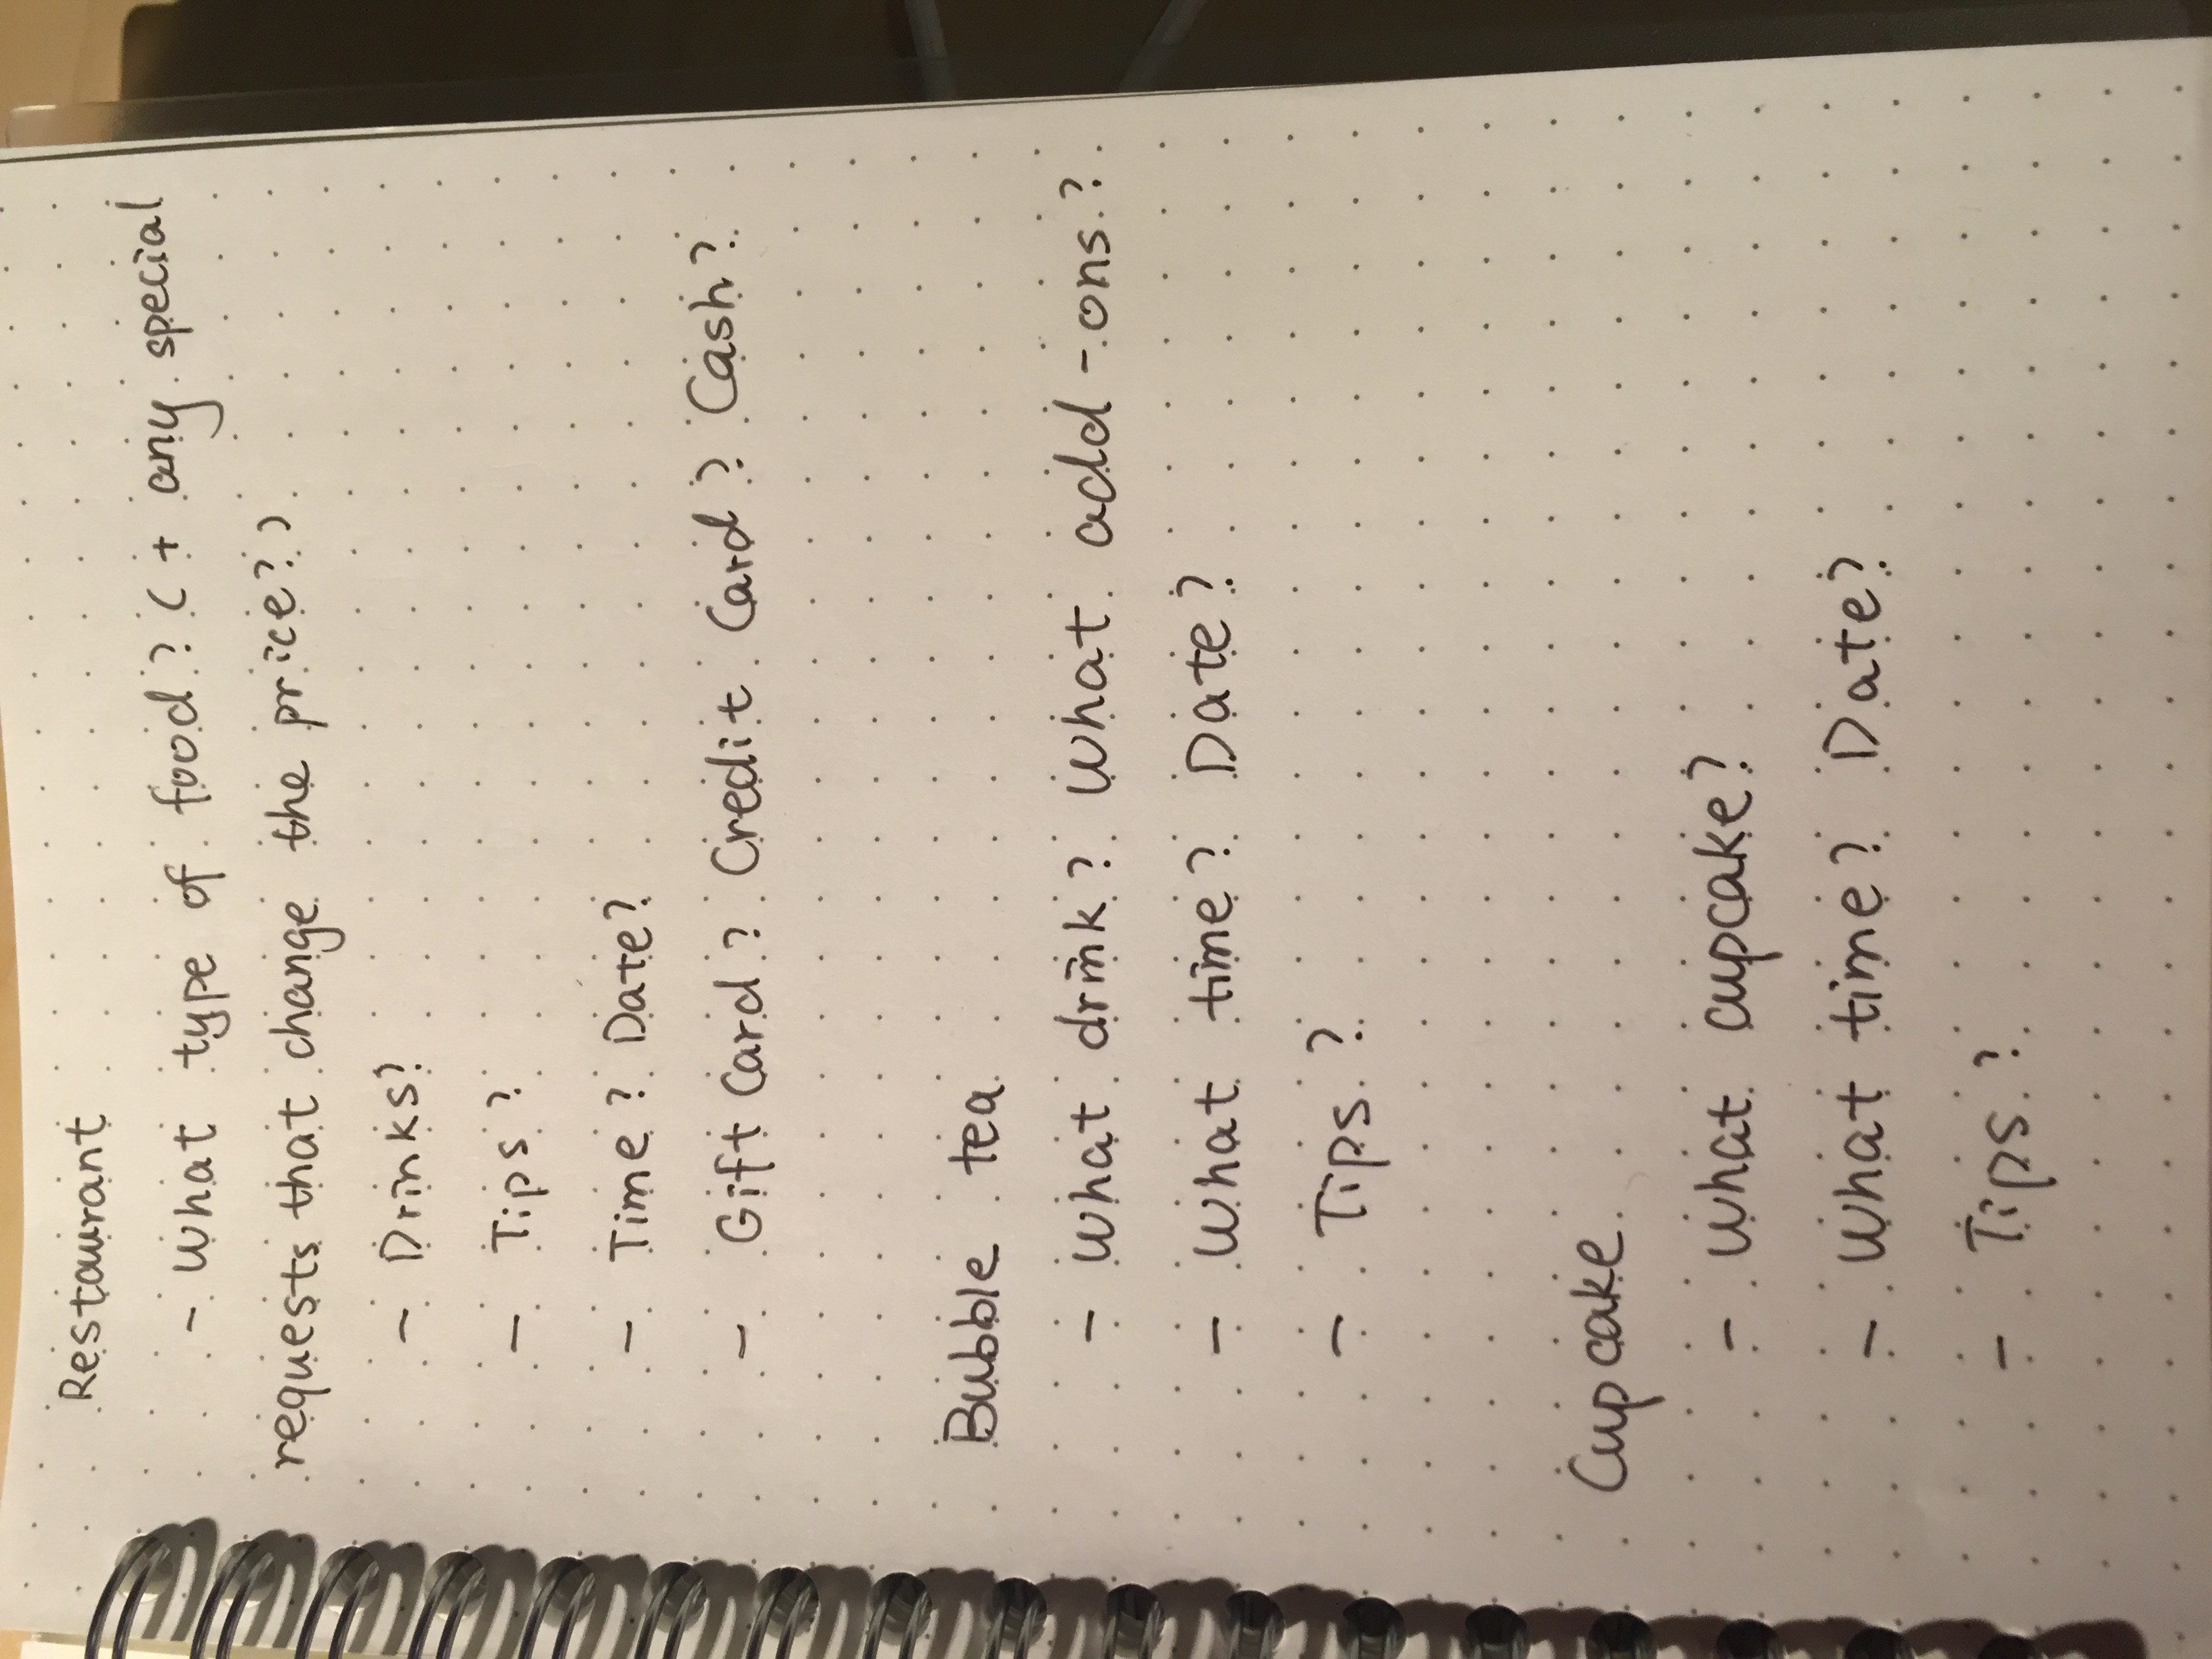 Restaurant
- What type of food? (+ any special
requests that change the price?)
- Drinks?
- Tips?
- Time? Date?
- Gift Card? Credit Card? Cash?
Bubble tea
- What drink? What add-ons?
- What time? Date?
- Tips?
Cupcake
- What cupcake?
- What time? Date?
- Tips?